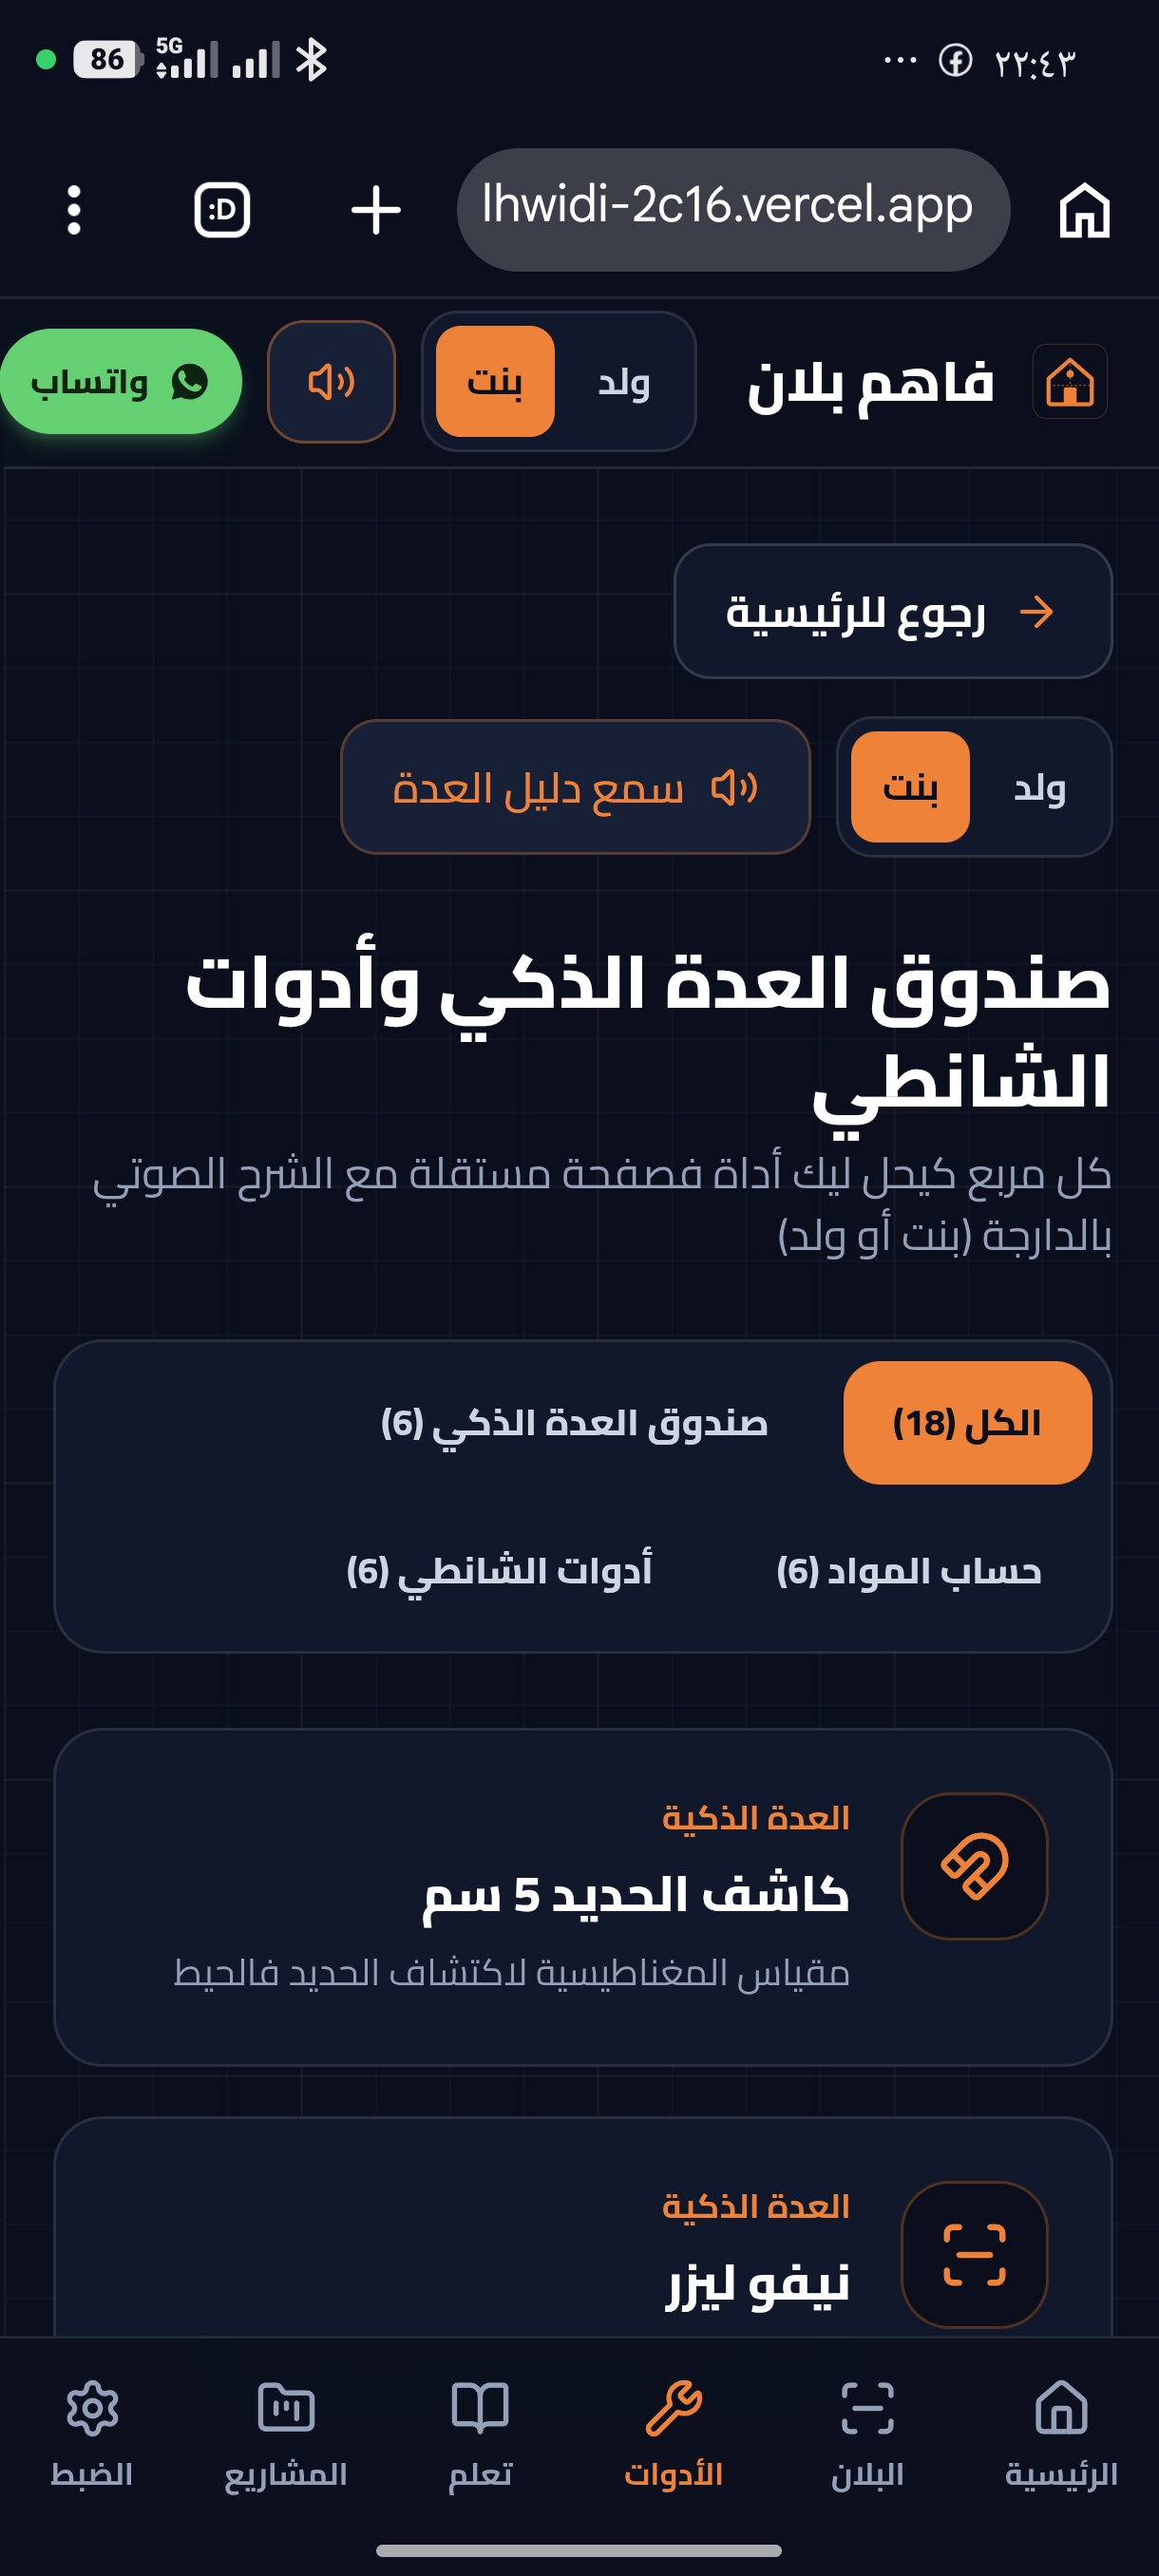 ٢٢:٤٣
5G
86
lhwidi-2c16.vercel.app
:D
فاهم بلان
ولد
بنت
واتساب
رجوع للرئيسية
ولد
بنت
سمع دليل العدة
صندوق العدة الذكي وأدوات
الشانطي
كل مربع كيحل ليك أداة فصفحة مستقلة مع الشرح الصوتي
بالدارجة (بنت أو ولد)
الكل (18)
صندوق العدة الذكي (6)
حساب المواد (6)
أدوات الشانطي (6)
العدة الذكية
كاشف الحديد 5 سم
مقياس المغناطيسية لاكتشاف الحديد فالحيط
العدة الذكية
نيفو ليزر
الرئيسية
البلان
الأدوات
تعلم
المشاريع
الضبط